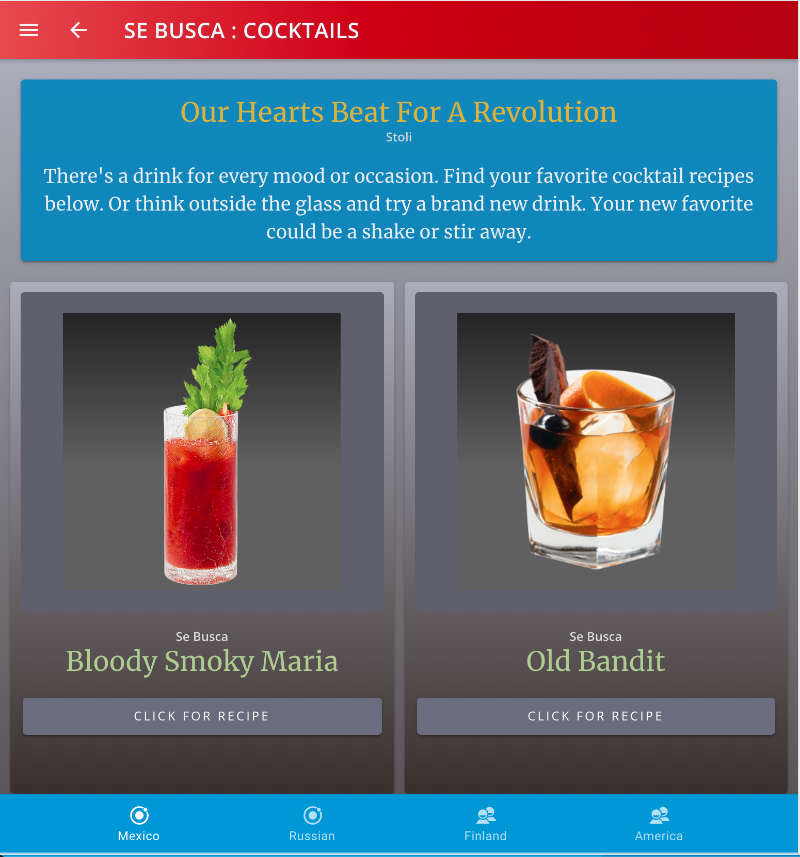 SE BUSCA : COCKTAILS
Our Hearts Beat For A Revolution
Stoli
There's a drink for every mood or occasion. Find your favorite cocktail recipes
below. Or think outside the glass and try a brand new drink. Your new favorite
could be a shake or stir away.
Se Busca
Bloody Smoky Maria
CLICK FOR RECIPE
Se Busca
Old Bandit
CLICK FOR RECIPE
Mexico
Russian
Finland
America